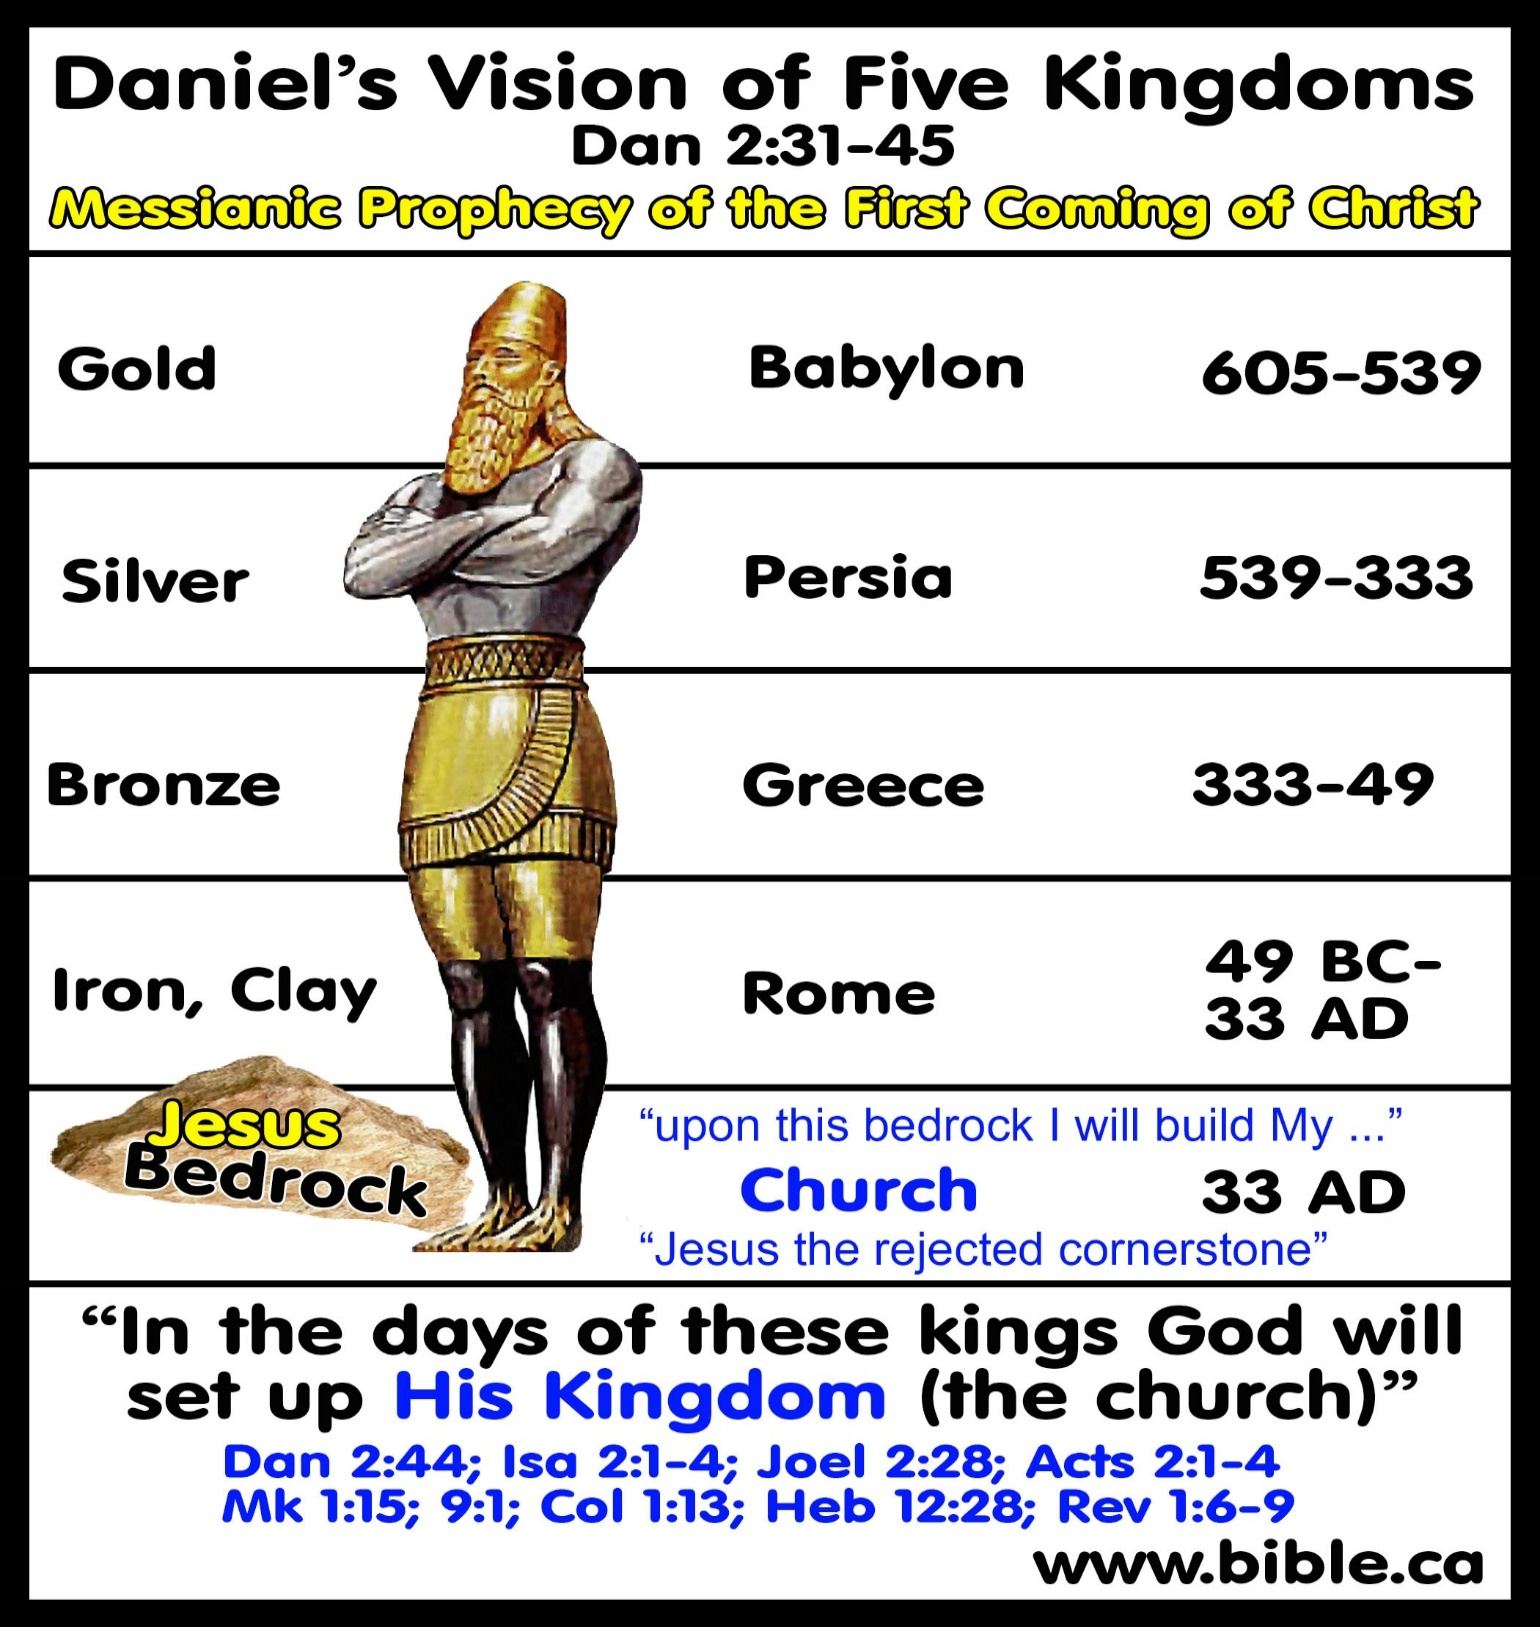 Daniel’s Vision of Five Kingdoms
Dan 2:31-45
Messianic Prophecy of the First Coming of Christ
Gold Babylon 605-539
Silver Persia 539-333
Bronze Greece 333-49
Iron, Clay Rome 49 BC-
33 AD
Jesus
Bedrock
“upon this bedrock I will build My ...”
Church 33 AD
“Jesus the rejected cornerstone”
“In the days of these kings God will
set up His Kingdom (the church)”
Dan 2:44; Isa 2:1-4; Joel 2:28; Acts 2:1-4
Mk 1:15; 9:1; Col 1:13; Heb 12:28; Rev 1:6-9
www.bible.ca